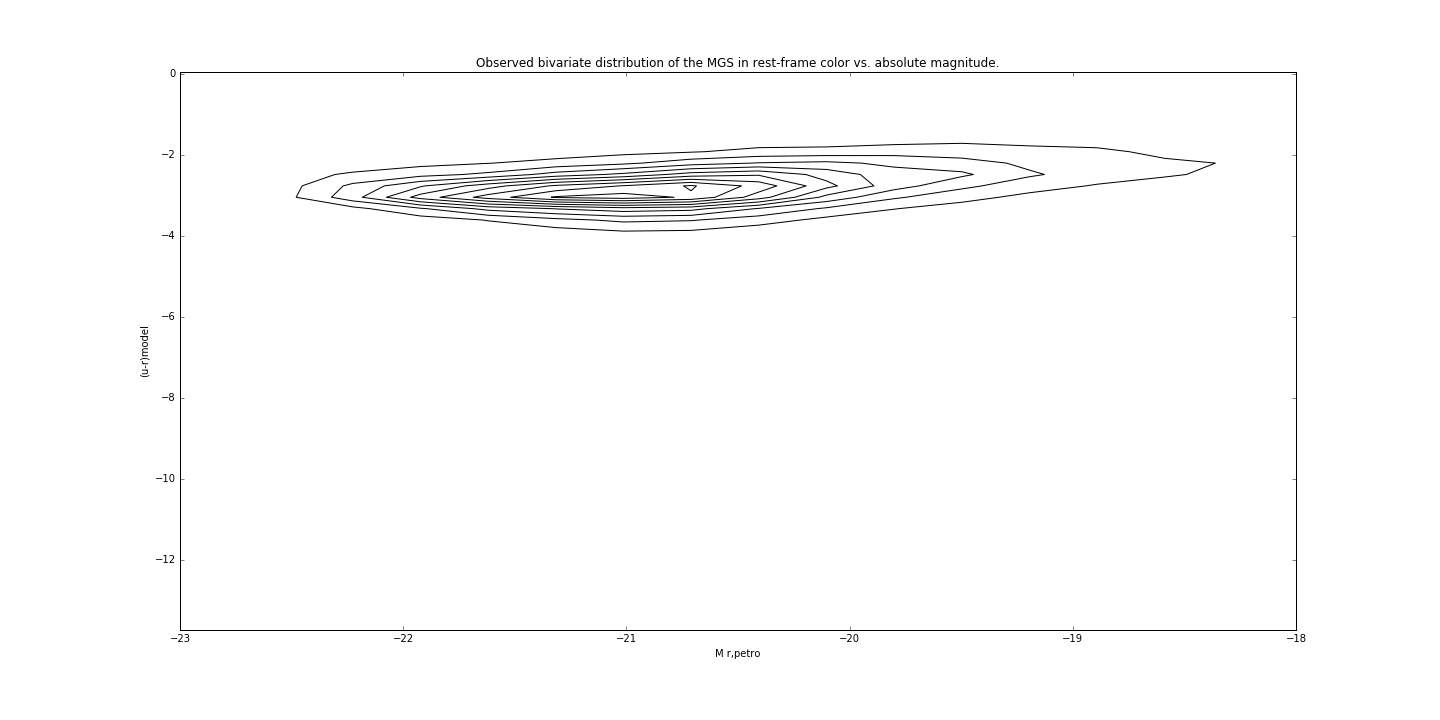 Observed bivariate distribution of the MGS in rest-frame color vs. absolute magnitude.
0
−2
−4
−6
−8
−10
−12
(u-r)model
−23 −22 −21 −20 −19 −18
M r,petro